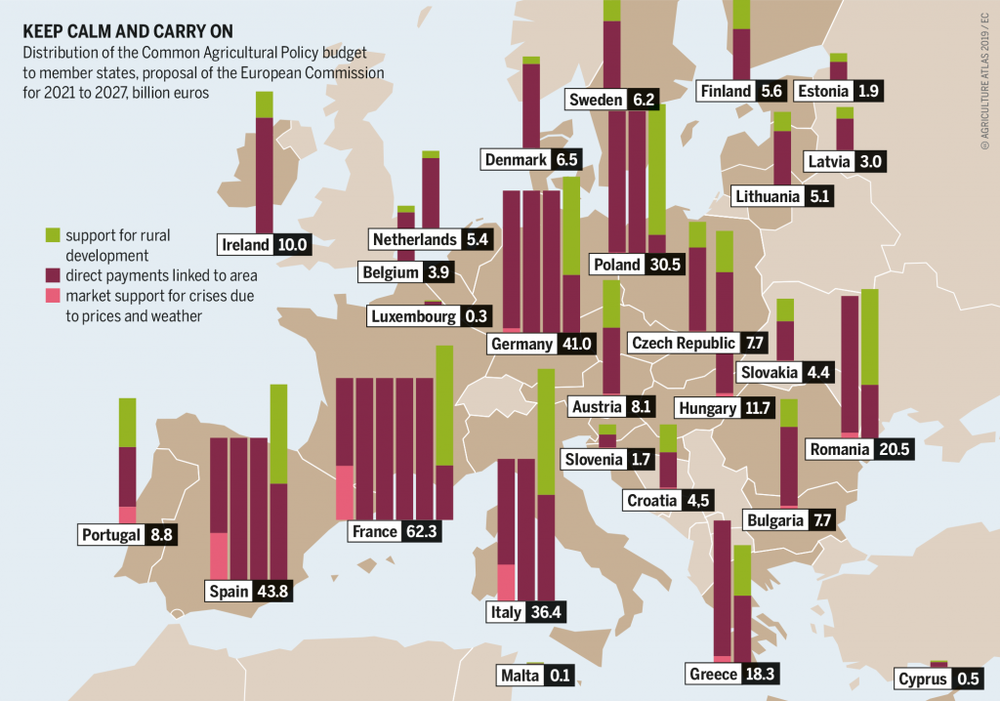 KEEP CALM AND CARRY ON
Distribution of the Common Agricultural Policy budget
to member states, proposal of the European Commission
for 2021 to 2027, billion euros
© AGRICULTURE ATLAS 2019 / EC
support for rural
development
direct payments linked to area
market support for crises due
to prices and weather
Sweden 6.2
Finland 5.6
Estonia 1.9
Denmark 6.5
Latvia 3.0
Lithuania 5.1
Ireland 10.0
Netherlands 5.4
Belgium 3.9
Poland 30.5
Luxembourg 0.3
Germany 41.0
Czech Republic 7.7
Slovakia 4.4
Austria 8.1
Hungary 11.7
Romania 20.5
Slovenia 1.7
Croatia 4,5
Bulgaria 7.7
Portugal 8.8
France 62.3
Spain 43.8
Italy 36.4
Malta 0.1
Greece 18.3
Cyprus 0.5